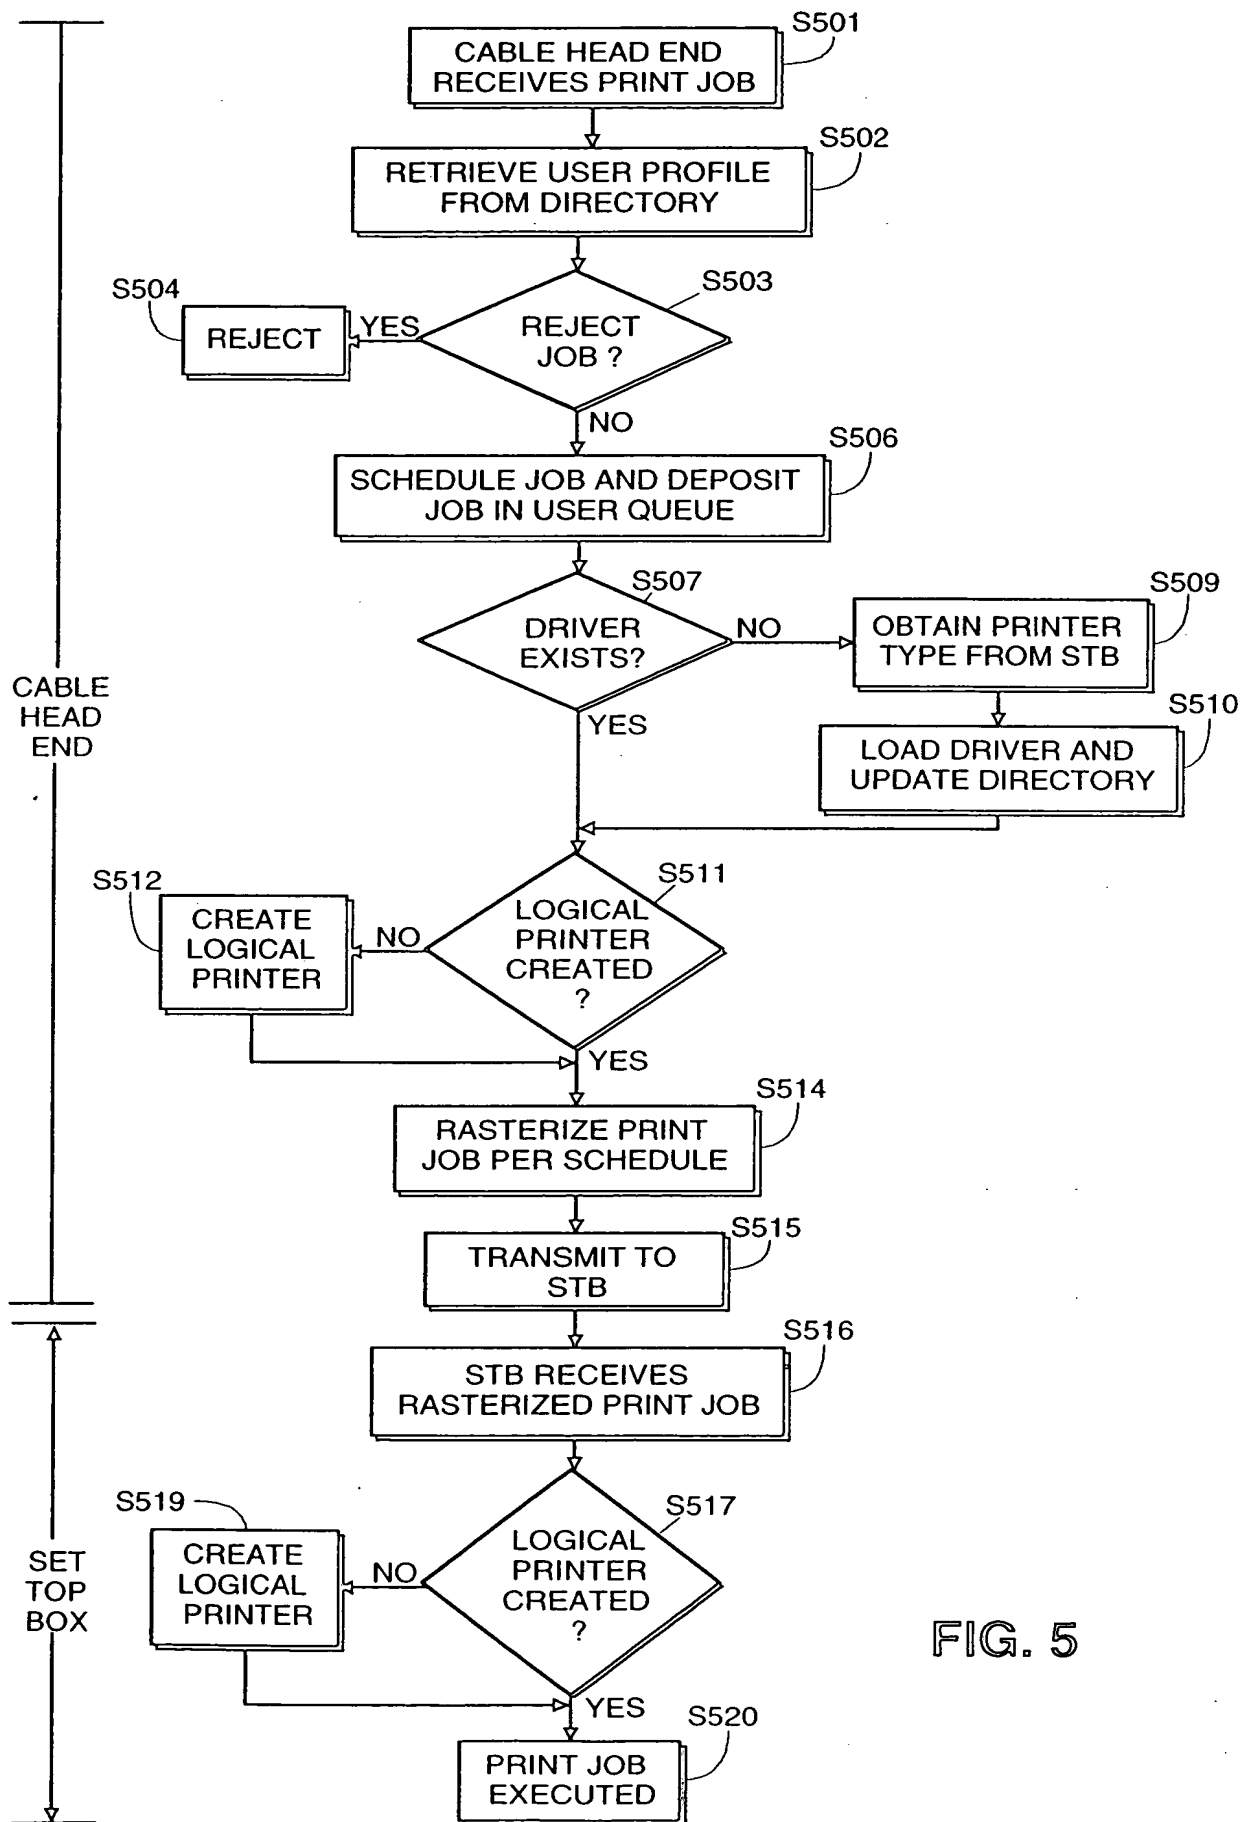 S501
CABLE HEAD END
RECEIVES PRINT JOB
S502
RETRIEVE USER PROFILE
FROM DIRECTORY
S503
REJECT
JOB ?
S504
REJECT
YES
NO
S506
SCHEDULE JOB AND DEPOSIT
JOB IN USER QUEUE
S507
DRIVER
EXISTS?
NO
S509
OBTAIN PRINTER
TYPE FROM STB
YES
S510
LOAD DRIVER AND
UPDATE DIRECTORY
CABLE
HEAD
END
S511
LOGICAL
PRINTER
CREATED
?
S512
CREATE
LOGICAL
PRINTER
NO
YES
S514
RASTERIZE PRINT
JOB PER SCHEDULE
S515
TRANSMIT TO
STB
S516
STB RECEIVES
RASTERIZED PRINT JOB
S517
LOGICAL
PRINTER
CREATED
?
S519
CREATE
LOGICAL
PRINTER
NO
SET
TOP
BOX
YES
S520
PRINT JOB
EXECUTED
FIG. 5